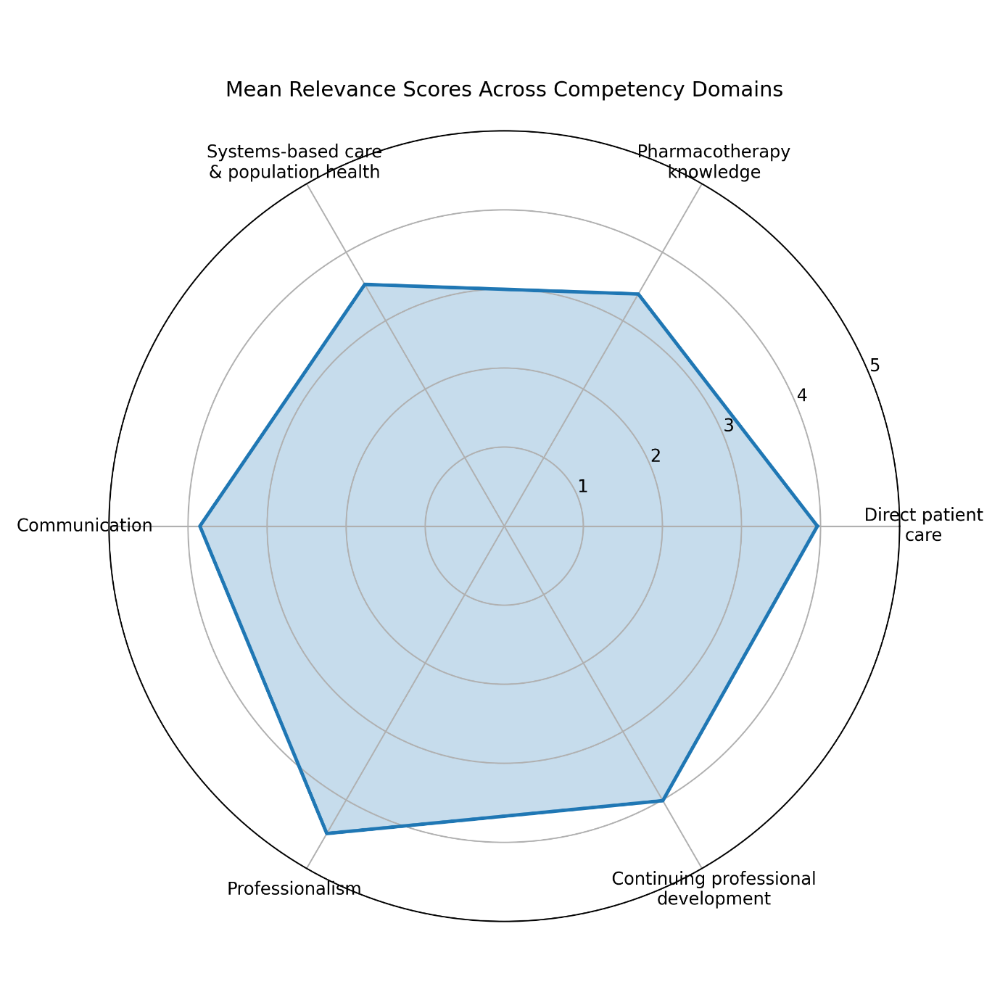 Mean Relevance Scores Across Competency Domains
Systems-based care
& population health
Pharmacotherapy
knowledge
5
4
3
2
1
Communication
Direct patient
care
Professionalism
Continuing professional
development